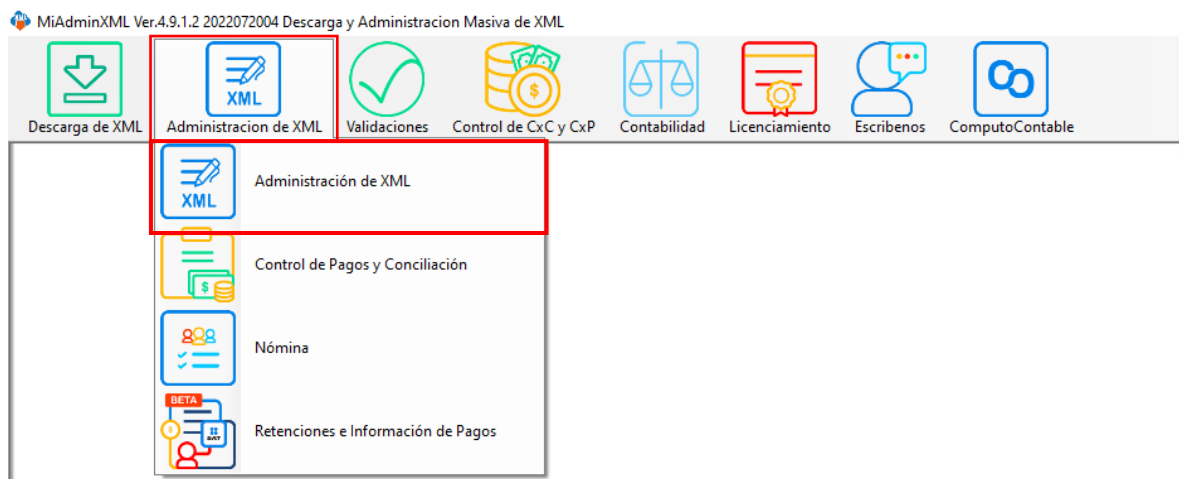 MiAdminXML Ver.4.9.1.2 2022072004 Descarga y Administracion Masiva de XML
XML
Descarga de XML Administracion de XML Validaciones Control de CxC y CxP Contabilidad Licenciamiento Escribenos ComputoContable
XML
Administración de XML
Control de Pagos y Conciliación
Nómina
BETA
SAT
Retenciones e Información de Pagos